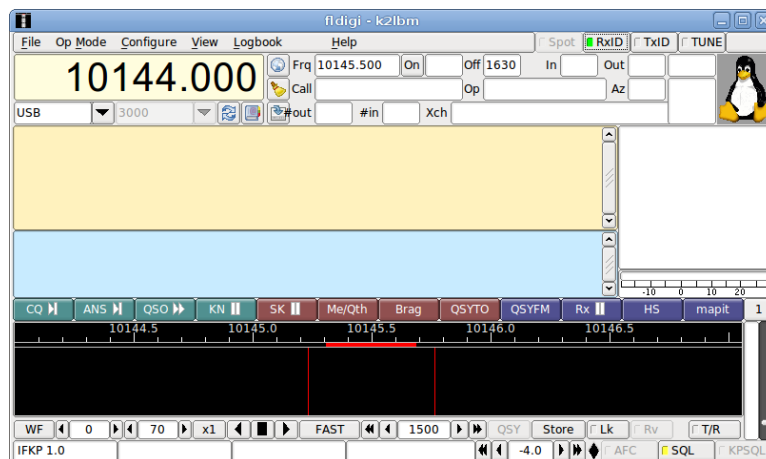 fldigi - k2lbm
File Op Mode Configure View Logbook Help Spot RxID TxID TUNE
10144.000 Frq 10145.500 On Off 1630 In Out
Call Op Az
USB 3000 #out #in Xch
-10 0 10 20
CQ ANS QSO KN SK Me/Qth Brag QSYTO QSYFM Rx HS mapit 1
10144.5 10145.0 10145.5 10146.0 10146.5
WF 0 70 x1 FAST 1500 QSY Store Lk Rv T/R
IFKP 1.0 -4.0 AFC SQL KPSQL